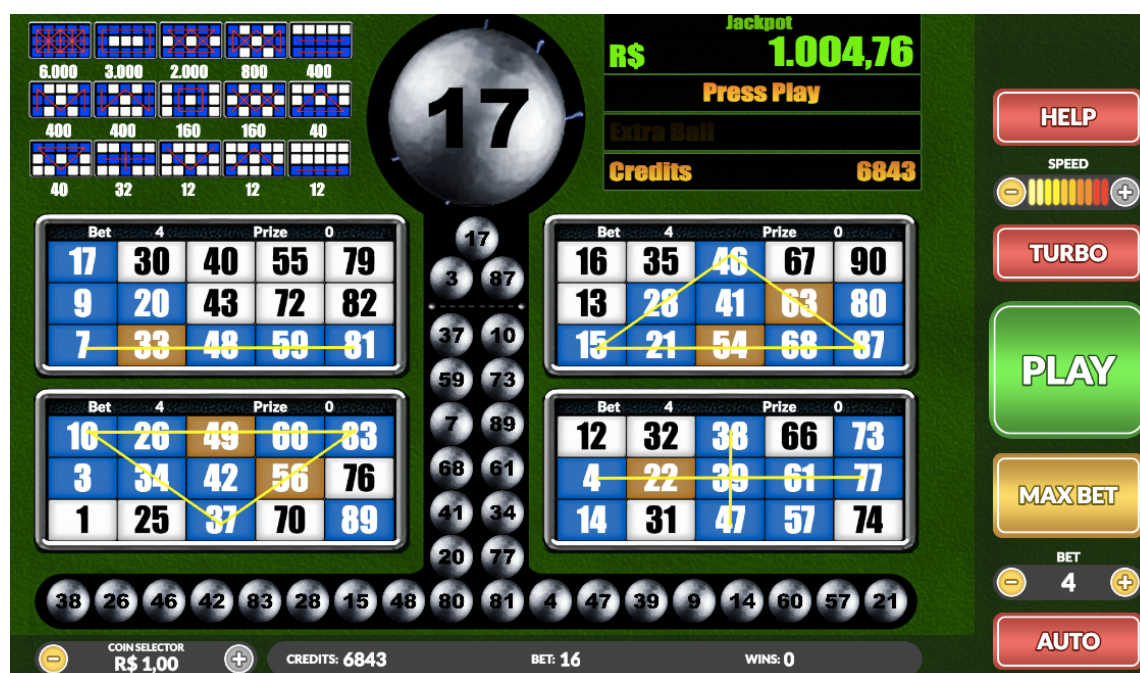 Jackpot
R$ 1.004,76
Press Play
Extra Ball
Credits 6843
6.000 3.000 2.000 800 400
400 400 160 160 40
40 32 12 12 12
17
HELP
SPEED
TURBO
PLAY
MAX BET
BET
4
AUTO
Bet 4 Prize 0
17 30 40 55 79
9 20 43 72 82
7 33 48 59 81
Bet 4 Prize 0
16 35 46 67 90
13 28 41 63 80
15 21 54 68 87
Bet 4 Prize 0
10 26 49 60 83
3 34 42 56 76
1 25 37 70 89
Bet 4 Prize 0
12 32 38 66 73
4 22 39 61 77
14 31 47 57 74
17
3 87
37 10
59 73
7 89
68 61
41 34
20 77
38 26 46 42 83 28 15 48 80 81 4 47 39 9 14 60 57 21
COIN SELECTOR
R$ 1,00
CREDITS: 6843 BET: 16 WINS: 0